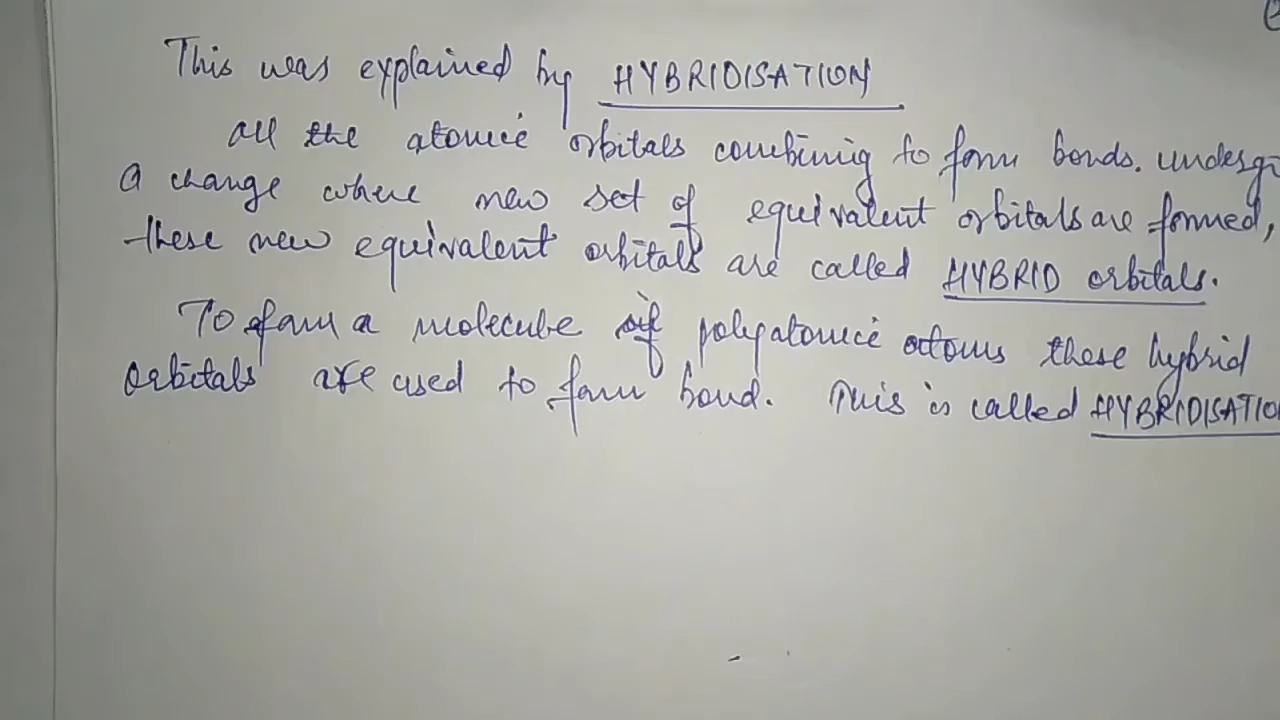 This was explained by HYBRIDISATION
all the atomic orbitals combining to form bonds. undergo
a change where new set of equivalent orbitals are formed,
these new equivalent orbitals are called HYBRID orbitals.
To form a molecule of polyatomic atoms these hybrid
orbitals are used to form bond. This is called HYBRIDISATION